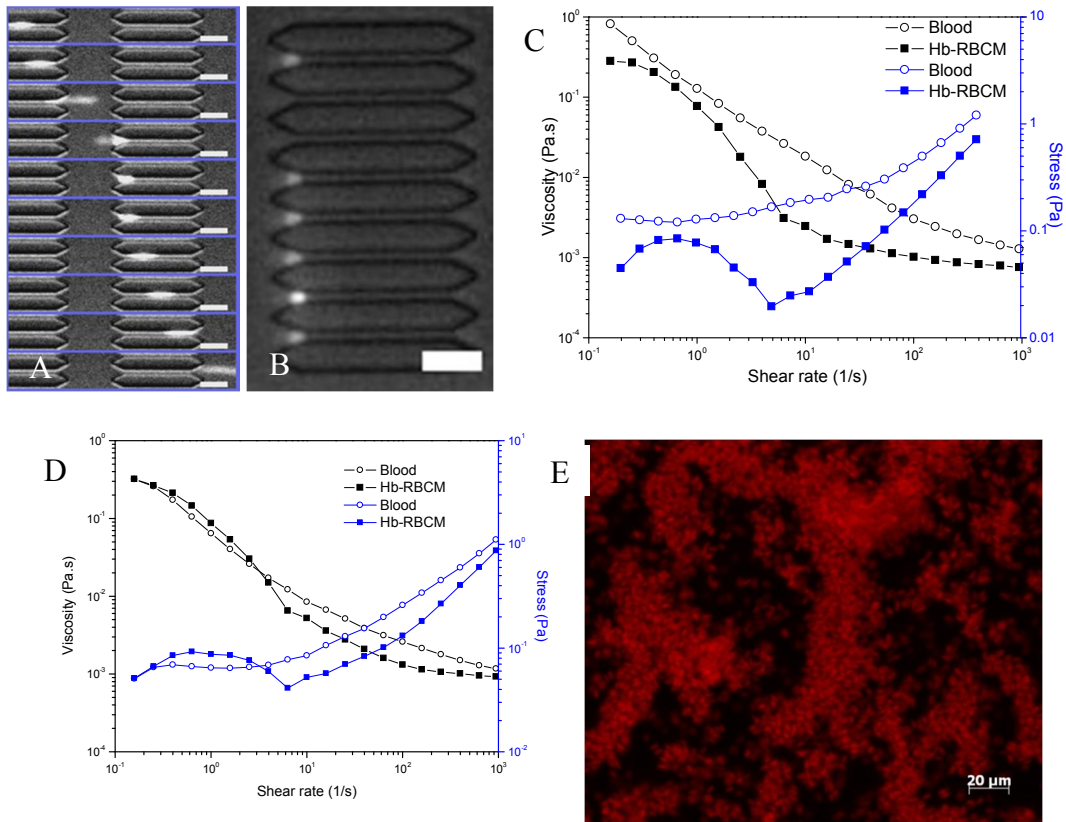 A
B
C
10^0
10^-1
10^-2
10^-3
10^-4
10^-1
10^0
10^1
10^2
10^3
10
1
0.1
0.01
Viscosity (Pa.s)
Shear rate (1/s)
Stress (Pa)
Blood
Hb-RBCM
Blood
Hb-RBCM
D
10^0
10^-1
10^-2
10^-3
10^-4
10^-1
10^0
10^1
10^2
10^3
10^1
10^0
10^-1
10^-2
Viscosity (Pa.s)
Shear rate (1/s)
Stress (Pa)
Blood
Hb-RBCM
Blood
Hb-RBCM
E
20 µm